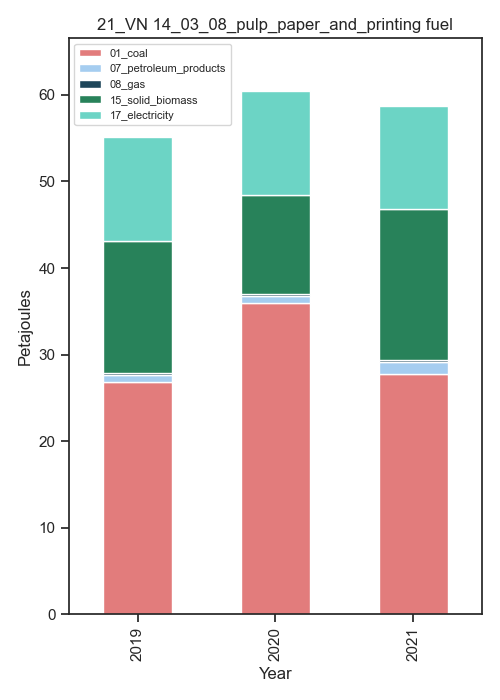 21_VN 14_03_08_pulp_paper_and_printing fuel
01_coal
07_petroleum_products
08_gas
15_solid_biomass
17_electricity
60
50
40
30
20
10
0
Petajoules
2019
2020
2021
Year